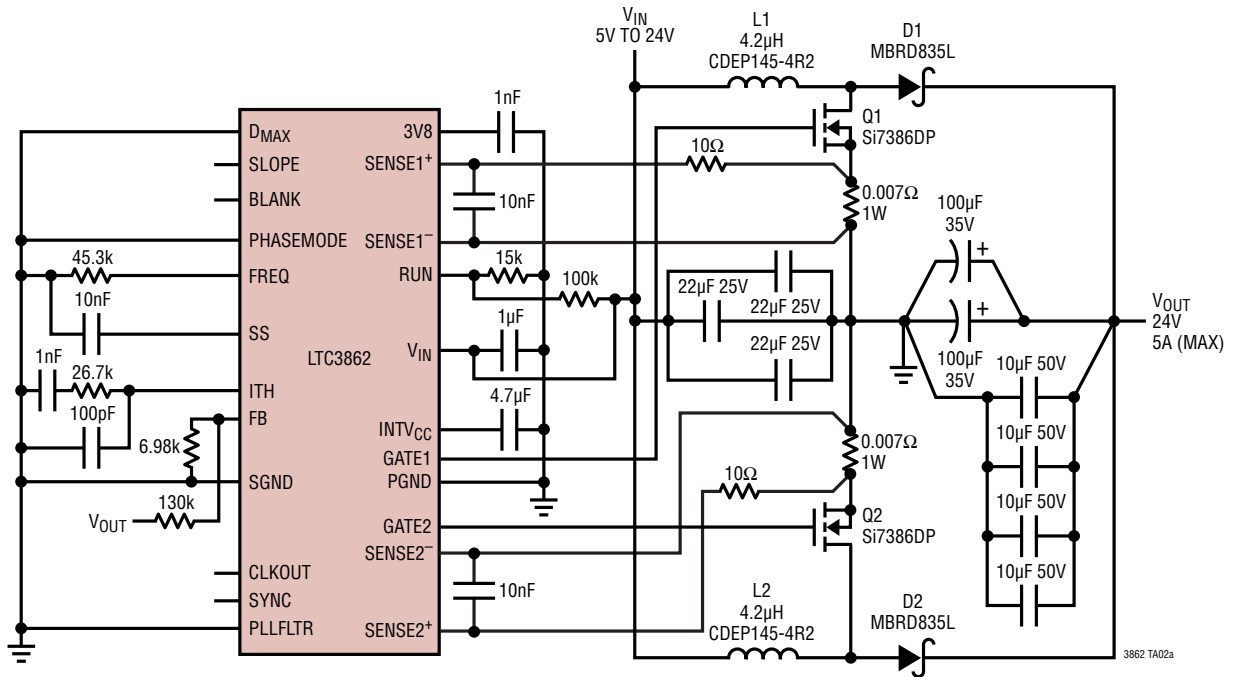 VIN
5V TO 24V
L1
4.2µH
CDEP145-4R2
D1
MBRD835L
1nF
Q1
Si7386DP
DMAX
3V8
10Ω
SLOPE
SENSE1+
BLANK
10nF
0.007Ω
1W
100µF
35V
PHASEMODE
SENSE1–
45.3k
FREQ
RUN
15k
100k
10nF
22µF 25V
22µF 25V
+
SS
1µF
+
VOUT
24V
5A (MAX)
1nF
LTC3862
VIN
22µF 25V
100µF
35V
26.7k
ITH
4.7µF
10µF 50V
100pF
FB
INTVCC
6.98k
GATE1
0.007Ω
1W
10µF 50V
SGND
PGND
10Ω
130k
VOUT
GATE2
Q2
Si7386DP
10µF 50V
SENSE2–
CLKOUT
10nF
10µF 50V
SYNC
L2
4.2µH
CDEP145-4R2
D2
MBRD835L
PLLFLTR
SENSE2+
3862 TA02a